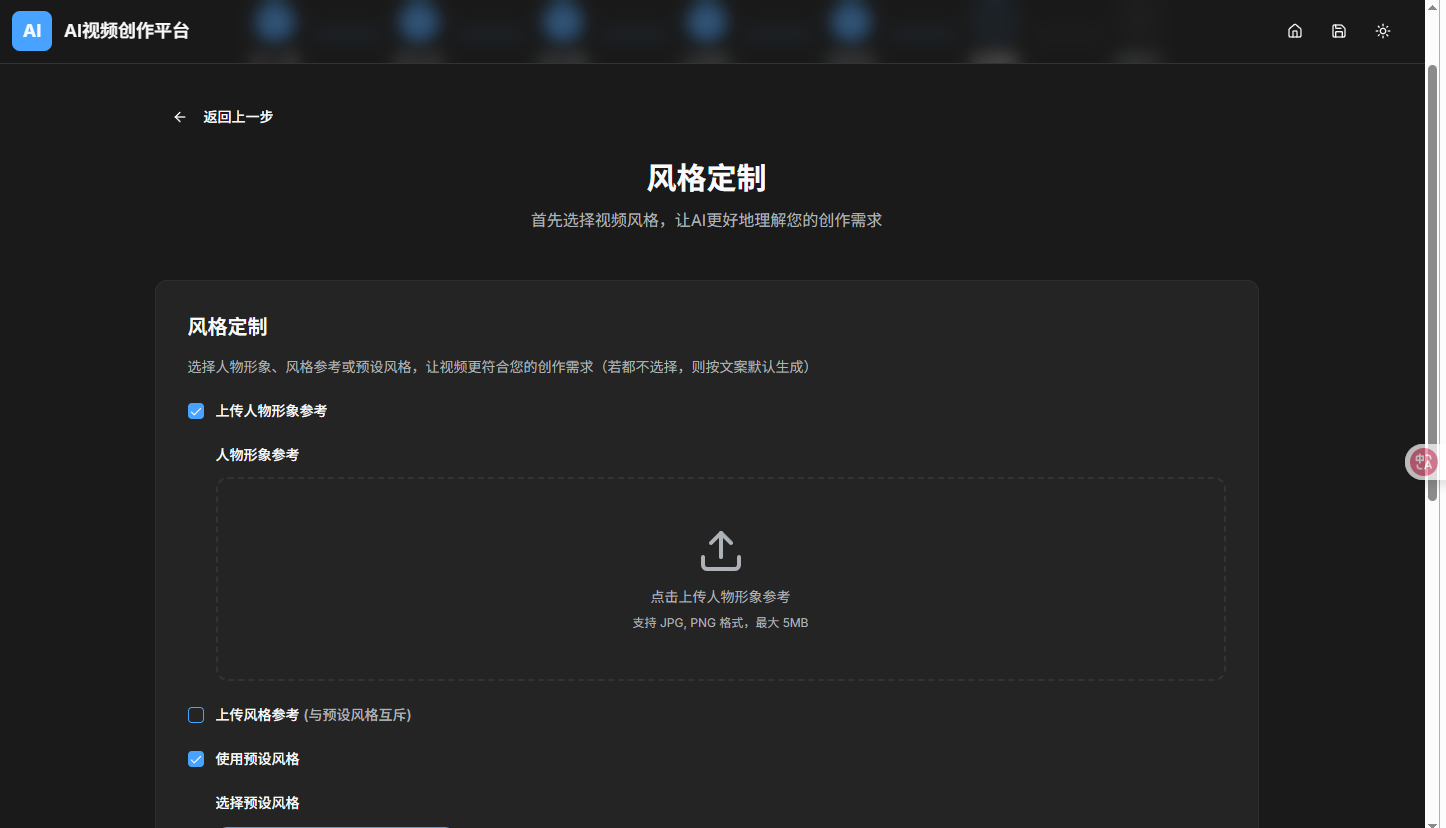 AI AI视频创作平台
返回上一步
风格定制
首先选择视频风格，让AI更好地理解您的创作需求
风格定制
选择人物形象、风格参考或预设风格，让视频更符合您的创作需求（若都不选择，则按文案默认生成）
上传人物形象参考
人物形象参考
点击上传人物形象参考
支持 JPG, PNG 格式，最大 5MB
上传风格参考 (与预设风格互斥)
使用预设风格
选择预设风格